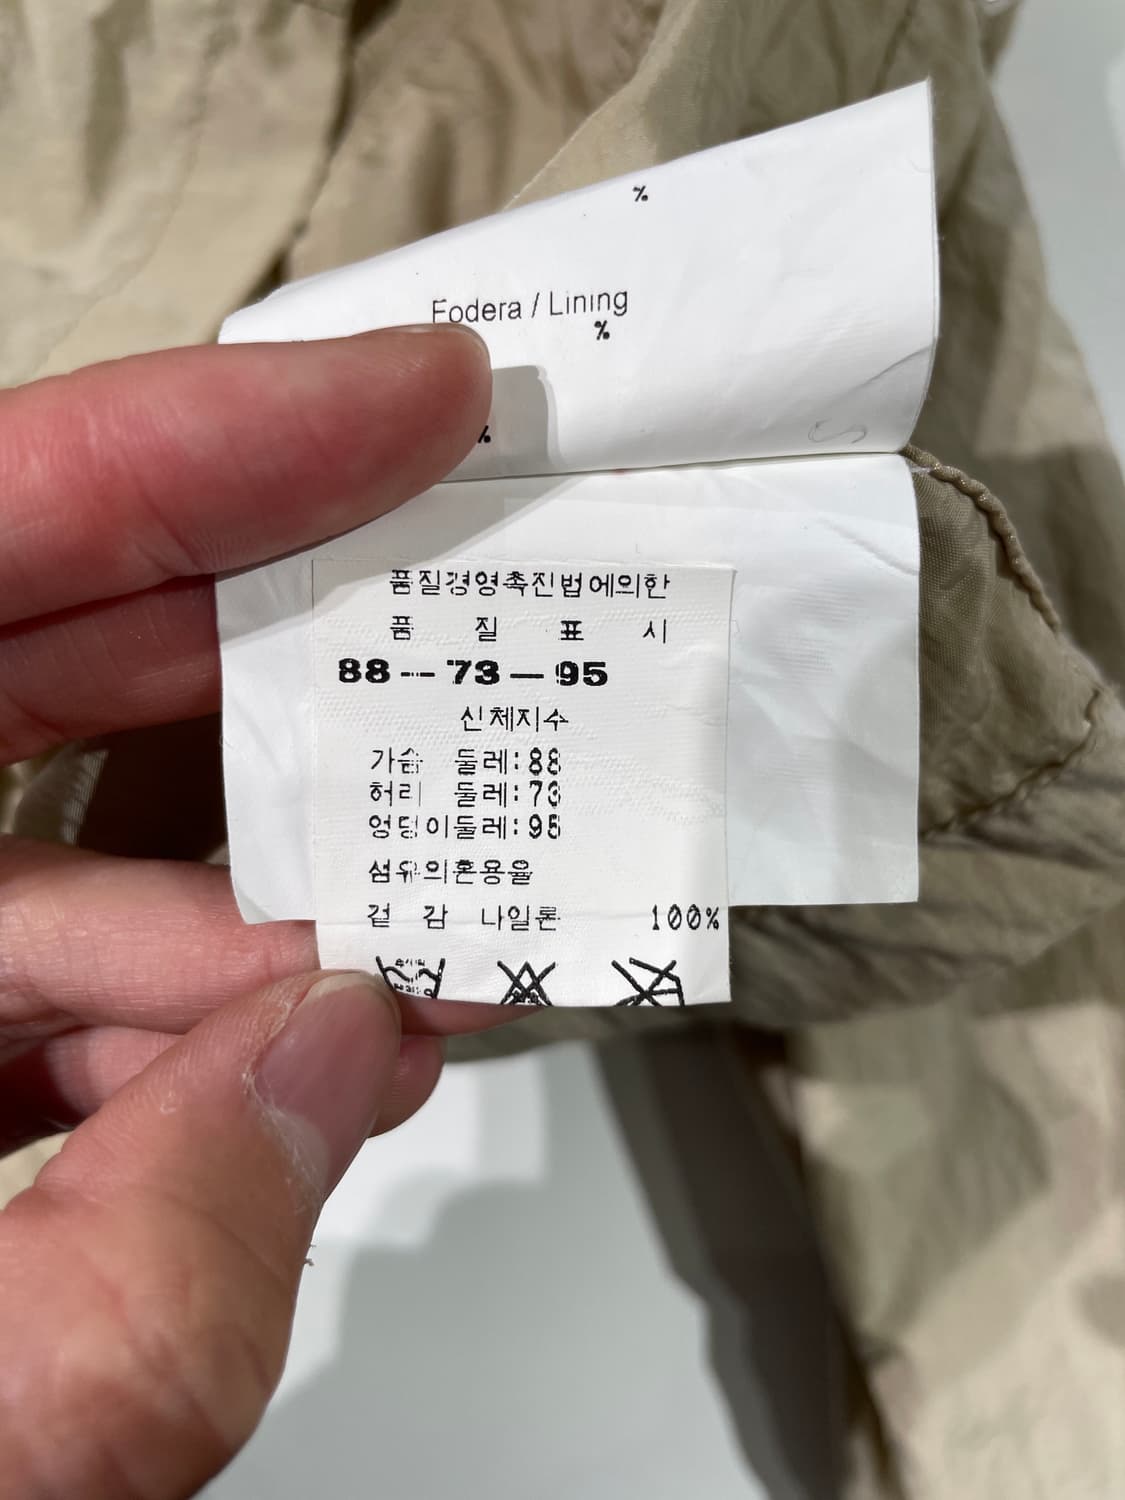 %
Fodera / Lining
%
%
S
품질경영촉진법에의한
품 질 표 시
88-73-95
신체지수
가슴 둘레:88
허리 둘레:73
엉덩이둘레:95
섬유의혼용율
겉 감 나일론 100%